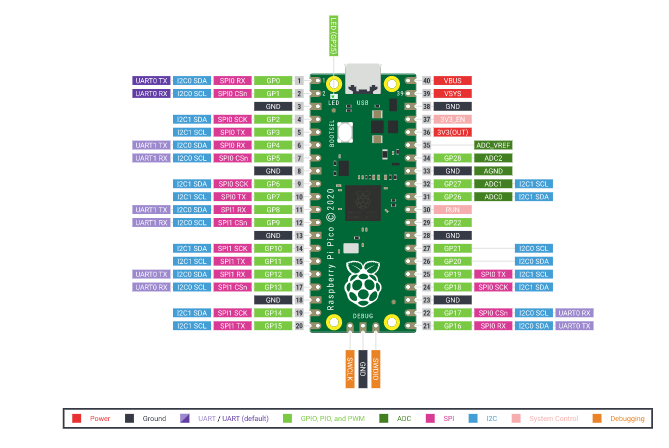 LED (GP25)
UART0 TX I2C0 SDA SPI0 RX GP0 1 40 VBUS
UART0 RX I2C0 SCL SPI0 CSn GP1 2 39 VSYS
GND 3 38 GND
I2C1 SDA SPI0 SCK GP2 4 37 3V3_EN
I2C1 SCL SPI0 TX GP3 5 36 3V3(OUT)
UART1 TX I2C0 SDA SPI0 RX GP4 6 35 ADC_VREF
UART1 RX I2C0 SCL SPI0 CSn GP5 7 34 GP28 ADC2
GND 8 33 GND AGND
I2C1 SDA SPI0 SCK GP6 9 32 GP27 ADC1 I2C1 SCL
I2C1 SCL SPI0 TX GP7 10 31 GP26 ADC0 I2C1 SDA
UART1 TX I2C0 SDA SPI1 RX GP8 11 30 RUN
UART1 RX I2C0 SCL SPI1 CSn GP9 12 29 GP22
GND 13 28 GND
I2C1 SDA SPI1 SCK GP10 14 27 GP21 I2C0 SCL
I2C1 SCL SPI1 TX GP11 15 26 GP20 I2C0 SDA
UART0 TX I2C0 SDA SPI1 RX GP12 16 25 GP19 SPI0 TX I2C1 SCL
UART0 RX I2C0 SCL SPI1 CSn GP13 17 24 GP18 SPI0 SCK I2C1 SDA
GND 18 23 GND
I2C1 SDA SPI1 SCK GP14 19 22 GP17 SPI0 CSn I2C0 SCL UART0 RX
I2C1 SCL SPI1 TX GP15 20 21 GP16 SPI0 RX I2C0 SDA UART0 TX
1
2
39
LED
USB
BOOTSEL
Raspberry Pi Pico ©2020
DEBUG
SWCLK
GND
SWDIO
Power Ground UART / UART (default) GPIO, PIO, and PWM ADC SPI I2C System Control Debugging